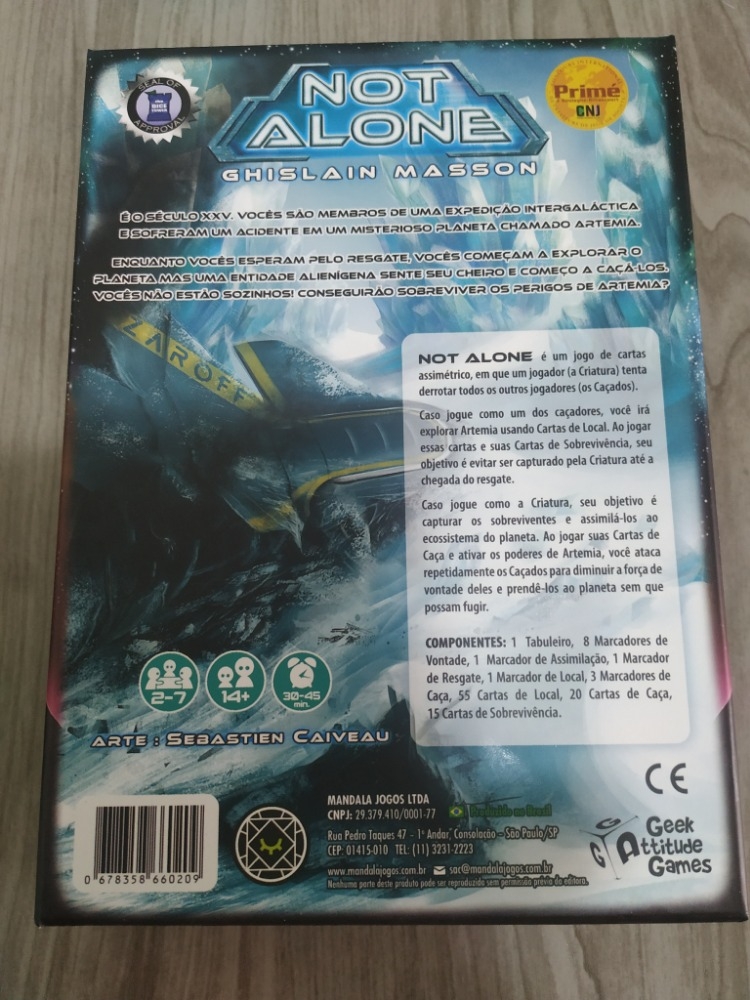 SEAL OF
THE DICE TOWER
APPROVAL
NOT
ALONE
Primé
GNJ
GHISLAIN MASSON
É O SÉCULO XXV. VOCÊS SÃO MEMBROS DE UMA EXPEDIÇÃO INTERGALÁCTICA
E SOFRERAM UM ACIDENTE EM UM MISTERIOSO PLANETA CHAMADO ARTEMIA.
ENQUANTO VOCÊS ESPERAM PELO RESGATE, VOCÊS COMEÇAM A EXPLORAR O
PLANETA MAS UMA ENTIDADE ALIENÍGENA SENTE SEU CHEIRO E COMEÇO A CAÇÁ-LOS.
VOCÊS NÃO ESTÃO SOZINHOS! CONSEGUIRÃO SOBREVIVER OS PERIGOS DE ARTEMIA?
ZAROFF
NOT ALONE é um jogo de cartas
assimétrico, em que um jogador (a Criatura) tenta
derrotar todos os outros jogadores (os Caçados).
Caso jogue como um dos caçadores, você irá
explorar Artemia usando Cartas de Local. Ao jogar
essas cartas e suas Cartas de Sobrevivência, seu
objetivo é evitar ser capturado pela Criatura até a
chegada do resgate.
Caso jogue como a Criatura, seu objetivo é
capturar os sobreviventes e assimilá-los ao
ecossistema do planeta. Ao jogar suas Cartas de
Caça e ativar os poderes de Artemia, você ataca
repetidamente os Caçados para diminuir a força de
vontade deles e prendê-los ao planeta sem que
possam fugir.
COMPONENTES: 1 Tabuleiro, 8 Marcadores de
Vontade, 1 Marcador de Assimilação, 1 Marcador
de Resgate, 1 Marcador de Local, 3 Marcadores de
Caça, 55 Cartas de Local, 20 Cartas de Caça,
15 Cartas de Sobrevivência.
2-7
14+
30-45
min.
ARTE : SEBASTIEN CAIVEAU
CE
MANDALA JOGOS LTDA
CNPJ: 29.379.410/0001-77
Produzido no Brasil
Rua Pedro Taques 47 - 1º Andar, Consolação - São Paulo/SP
CEP: 01415-010 TEL: (11) 3231-2223
www.mandalajogos.com.br sac@mandalajogos.com.br
Nenhuma parte deste produto pode ser reproduzida sem permissão prévia da editora.
0 678358 660209
G G
Geek
Attitude
Games